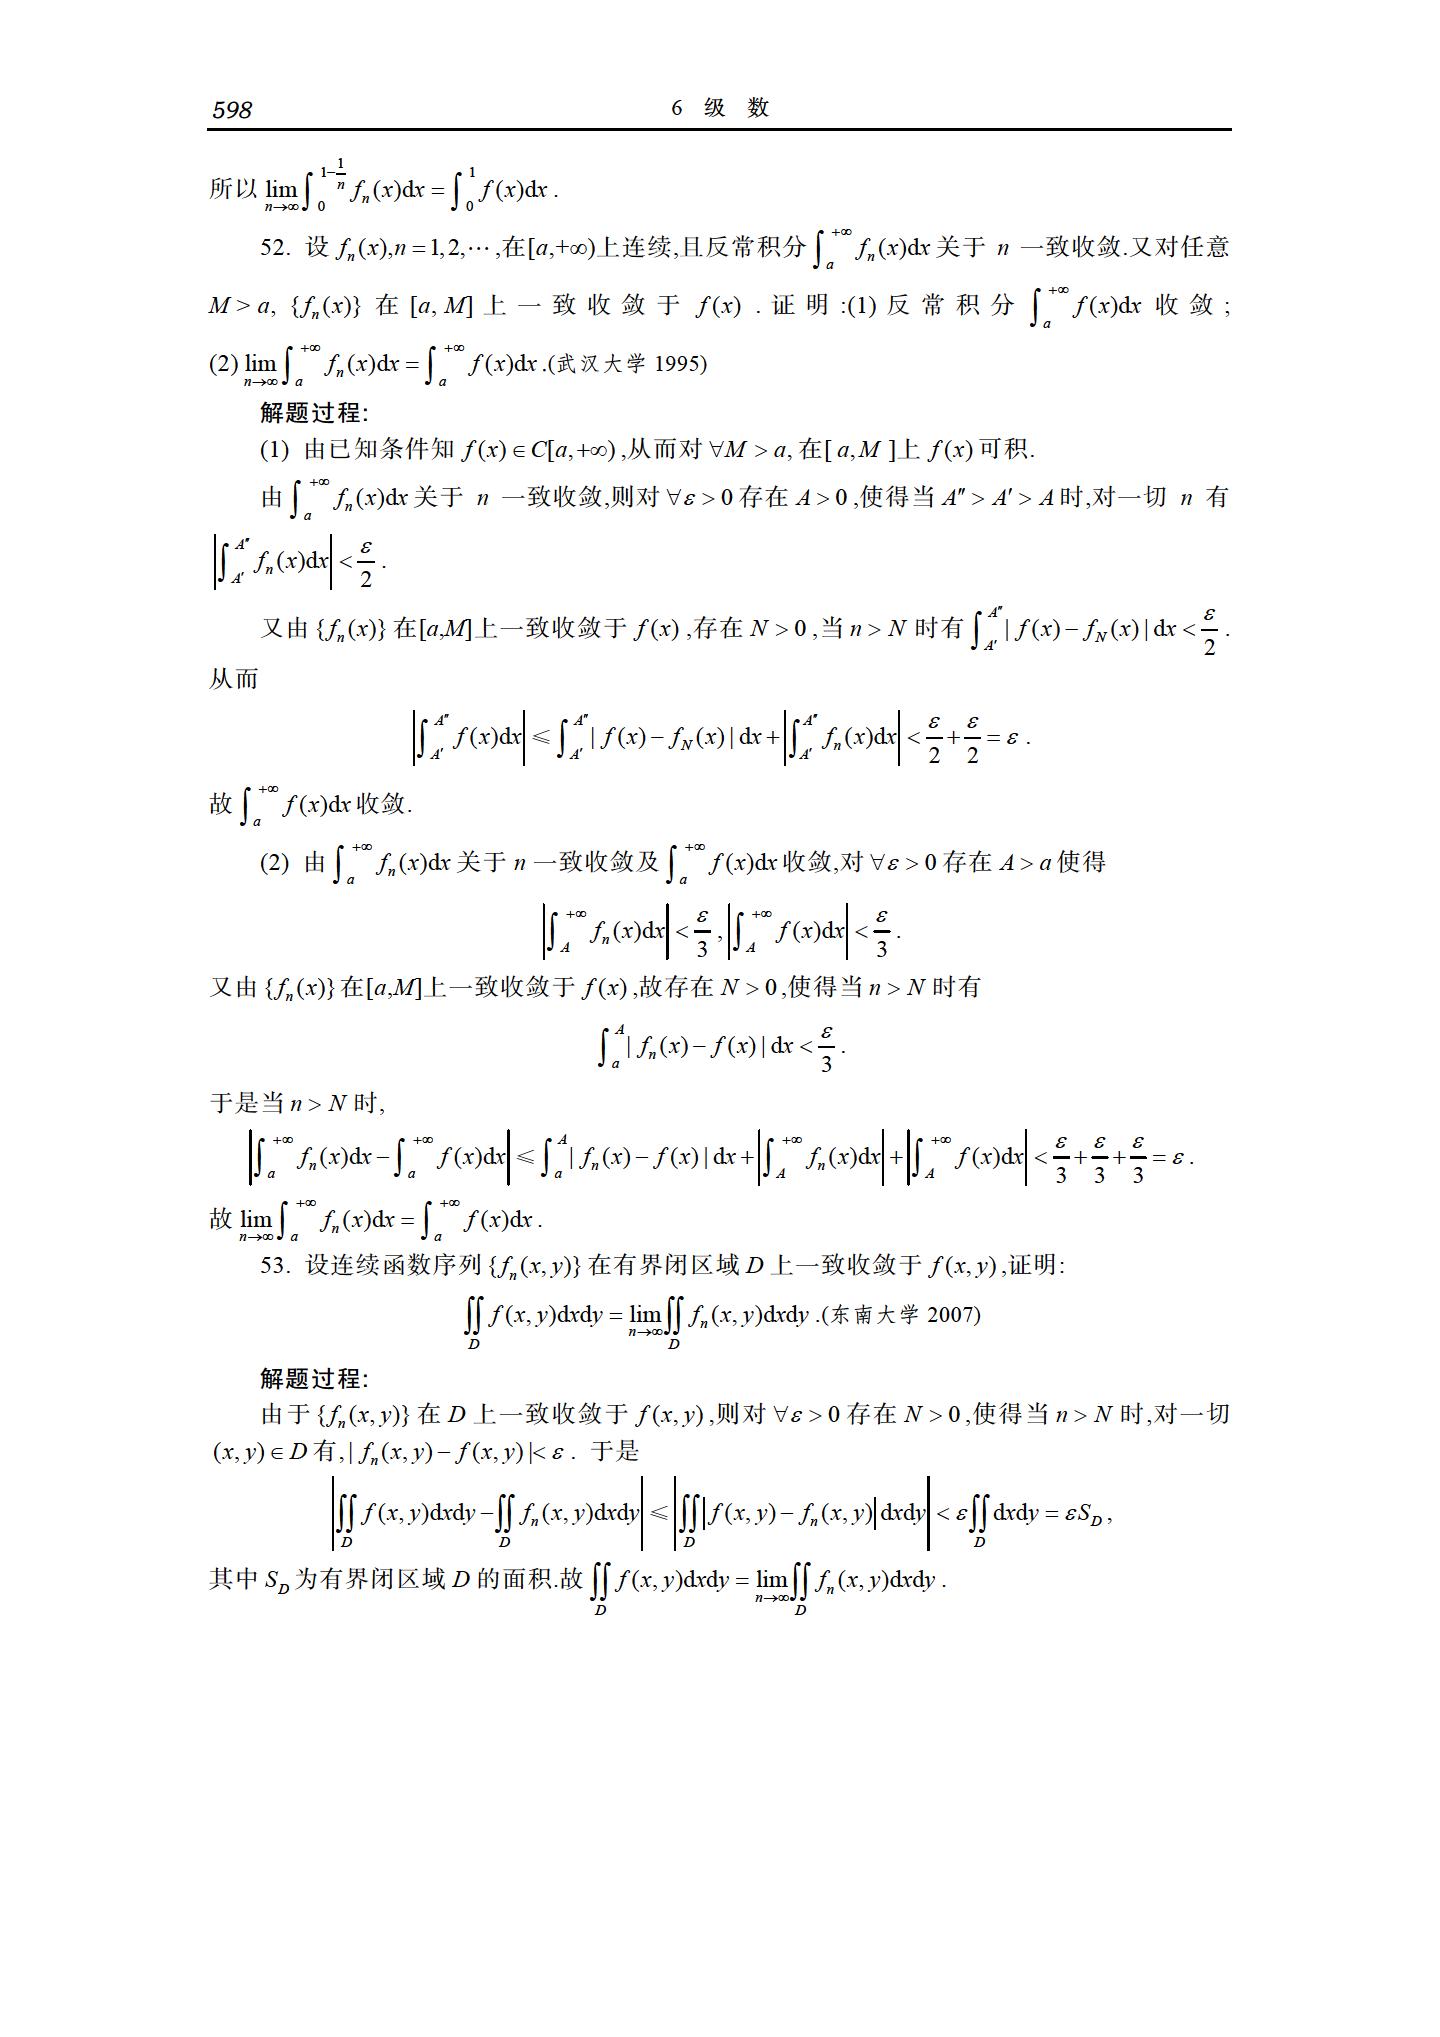 598 6 级 数
所以 $\lim\limits_{n\to\infty}\int_0^{1-\frac{1}{n}} f_n(x)\mathrm{d}x = \int_0^1 f(x)\mathrm{d}x$ .
52. 设 $f_n(x), n=1,2,\cdots$ ,在$[a,+\infty)$上连续,且反常积分$\int_a^{+\infty} f_n(x)\mathrm{d}x$ 关于 $n$ 一致收敛.又对任意
$M>a$, $\{f_n(x)\}$ 在 $[a, M]$ 上 一 致 收 敛 于 $f(x)$ . 证 明 :(1) 反 常 积 分 $\int_a^{+\infty} f(x)\mathrm{d}x$ 收 敛 ;
(2) $\lim\limits_{n\to\infty}\int_a^{+\infty} f_n(x)\mathrm{d}x = \int_a^{+\infty} f(x)\mathrm{d}x$ .(武汉大学 1995)
解题过程:
(1) 由已知条件知 $f(x)\in C[a,+\infty)$ ,从而对 $\forall M>a$, 在$[a,M]$上 $f(x)$ 可积.
由$\int_a^{+\infty} f_n(x)\mathrm{d}x$ 关于 $n$ 一致收敛,则对 $\forall\varepsilon>0$ 存在 $A>0$ ,使得当 $A''>A'>A$ 时,对一切 $n$ 有
$\left|\int_{A'}^{A''} f_n(x)\mathrm{d}x\right|<\frac{\varepsilon}{2}$ .
又由 $\{f_n(x)\}$ 在$[a,M]$上一致收敛于 $f(x)$ ,存在 $N>0$ ,当 $n>N$ 时有 $\int_{A'}^{A''}|f(x)-f_N(x)|\mathrm{d}x<\frac{\varepsilon}{2}$ .
从而
$\left|\int_{A'}^{A''} f(x)\mathrm{d}x\right|\leqslant\int_{A'}^{A''}|f(x)-f_N(x)|\mathrm{d}x+\left|\int_{A'}^{A''} f_n(x)\mathrm{d}x\right|<\frac{\varepsilon}{2}+\frac{\varepsilon}{2}=\varepsilon$ .
故 $\int_a^{+\infty} f(x)\mathrm{d}x$ 收敛.
(2) 由$\int_a^{+\infty} f_n(x)\mathrm{d}x$ 关于 $n$ 一致收敛及$\int_a^{+\infty} f(x)\mathrm{d}x$ 收敛,对 $\forall\varepsilon>0$ 存在 $A>a$ 使得
$\left|\int_A^{+\infty} f_n(x)\mathrm{d}x\right|<\frac{\varepsilon}{3},\left|\int_A^{+\infty} f(x)\mathrm{d}x\right|<\frac{\varepsilon}{3}$ .
又由 $\{f_n(x)\}$ 在$[a,M]$上一致收敛于 $f(x)$ ,故存在 $N>0$ ,使得当 $n>N$ 时有
$\int_a^A|f_n(x)-f(x)|\mathrm{d}x<\frac{\varepsilon}{3}$ .
于是当 $n>N$ 时,
$\left|\int_a^{+\infty} f_n(x)\mathrm{d}x-\int_a^{+\infty} f(x)\mathrm{d}x\right|\leqslant\int_a^A|f_n(x)-f(x)|\mathrm{d}x+\left|\int_A^{+\infty} f_n(x)\mathrm{d}x\right|+\left|\int_A^{+\infty} f(x)\mathrm{d}x\right|<\frac{\varepsilon}{3}+\frac{\varepsilon}{3}+\frac{\varepsilon}{3}=\varepsilon$ .
故 $\lim\limits_{n\to\infty}\int_a^{+\infty} f_n(x)\mathrm{d}x=\int_a^{+\infty} f(x)\mathrm{d}x$ .
53. 设连续函数序列 $\{f_n(x,y)\}$ 在有界闭区域 $D$ 上一致收敛于 $f(x,y)$ ,证明:
$\iint\limits_D f(x,y)\mathrm{d}x\mathrm{d}y=\lim\limits_{n\to\infty}\iint\limits_D f_n(x,y)\mathrm{d}x\mathrm{d}y$ .(东南大学 2007)
解题过程:
由于 $\{f_n(x,y)\}$ 在 $D$ 上一致收敛于 $f(x,y)$ ,则对 $\forall\varepsilon>0$ 存在 $N>0$ ,使得当 $n>N$ 时,对一切
$(x,y)\in D$ 有,$|f_n(x,y)-f(x,y)|<\varepsilon$ . 于是
$\left|\iint\limits_D f(x,y)\mathrm{d}x\mathrm{d}y-\iint\limits_D f_n(x,y)\mathrm{d}x\mathrm{d}y\right|\leqslant\left|\iint\limits_D\left|f(x,y)-f_n(x,y)\right|\mathrm{d}x\mathrm{d}y\right|<\varepsilon\iint\limits_D\mathrm{d}x\mathrm{d}y=\varepsilon S_D$ ,
其中 $S_D$ 为有界闭区域 $D$ 的面积.故 $\iint\limits_D f(x,y)\mathrm{d}x\mathrm{d}y=\lim\limits_{n\to\infty}\iint\limits_D f_n(x,y)\mathrm{d}x\mathrm{d}y$ .